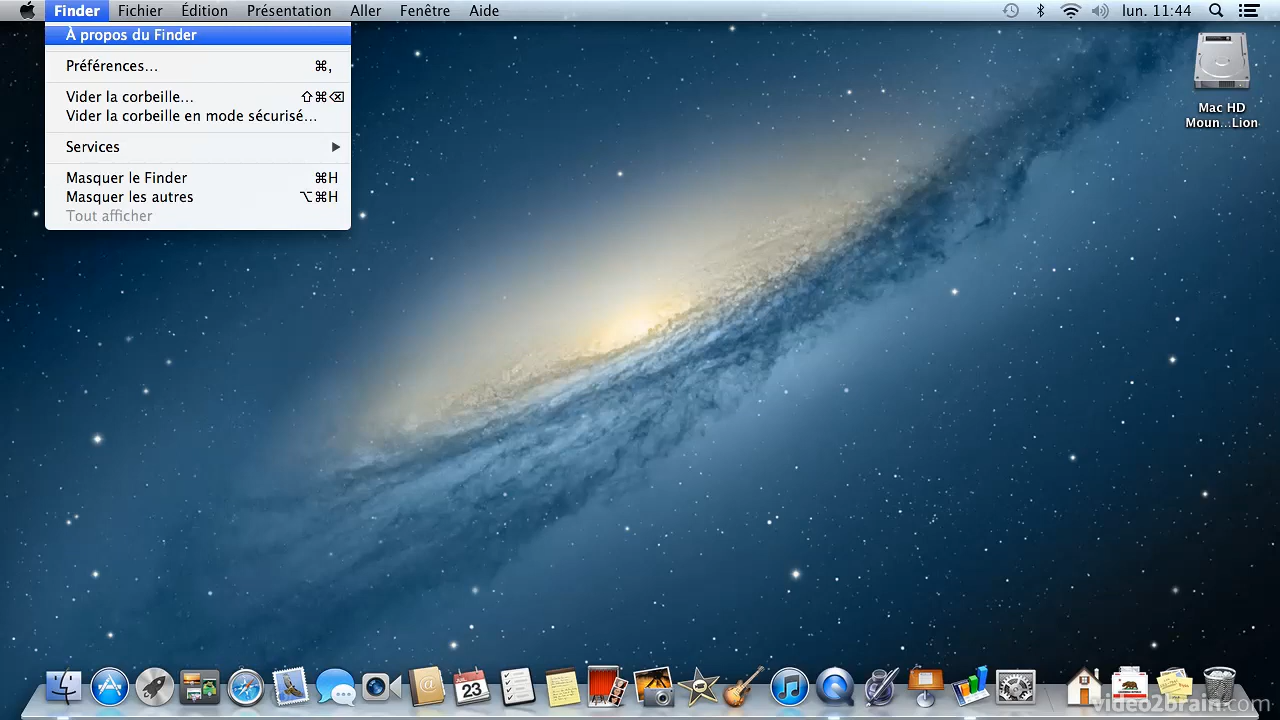 Finder Fichier Édition Présentation Aller Fenêtre Aide lun. 11:44
À propos du Finder
Préférences... ⌘,
Vider la corbeille... ⇧⌘⌫
Vider la corbeille en mode sécurisé...
Services ▶
Masquer le Finder ⌘H
Masquer les autres ⌥⌘H
Tout afficher
Mac HD
Moun...Lion
23
video2brain.com